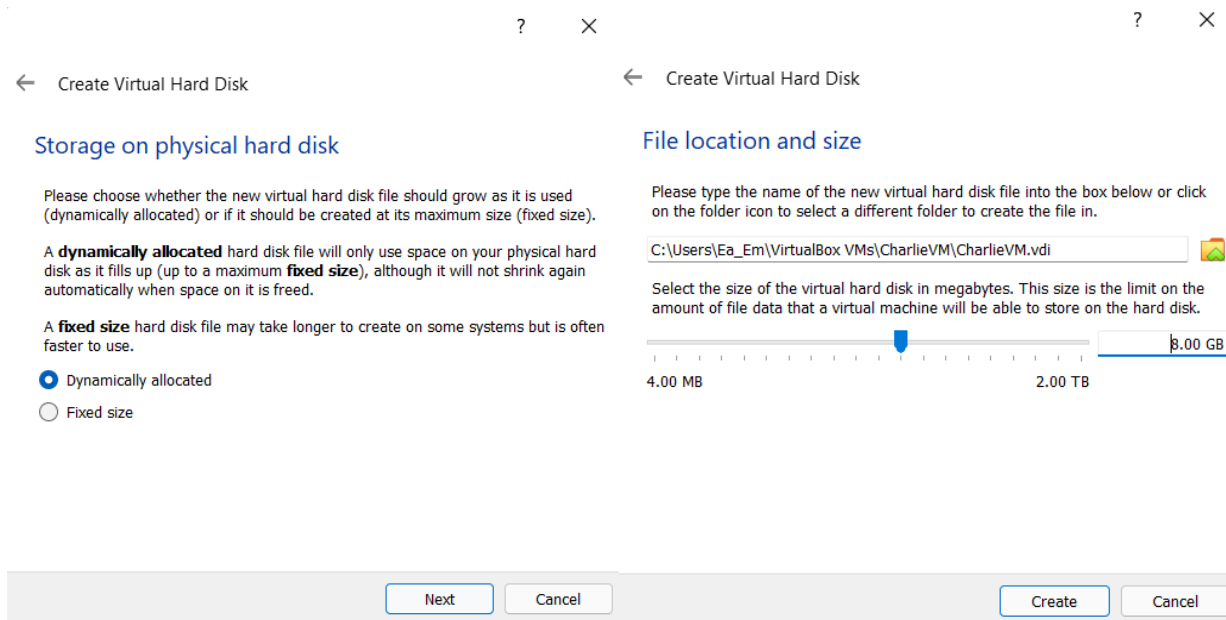 ?
←
Create Virtual Hard Disk
Storage on physical hard disk
Please choose whether the new virtual hard disk file should grow as it is used
(dynamically allocated) or if it should be created at its maximum size (fixed size).
A dynamically allocated hard disk file will only use space on your physical hard
disk as it fills up (up to a maximum fixed size), although it will not shrink again
automatically when space on it is freed.
A fixed size hard disk file may take longer to create on some systems but is often
faster to use.
Dynamically allocated
Fixed size
Next Cancel
?
←
Create Virtual Hard Disk
File location and size
Please type the name of the new virtual hard disk file into the box below or click
on the folder icon to select a different folder to create the file in.
C:\Users\Ea_Em\VirtualBox VMs\CharlieVM\CharlieVM.vdi
Select the size of the virtual hard disk in megabytes. This size is the limit on the
amount of file data that a virtual machine will be able to store on the hard disk.
8.00 GB
4.00 MB 2.00 TB
Create Cancel